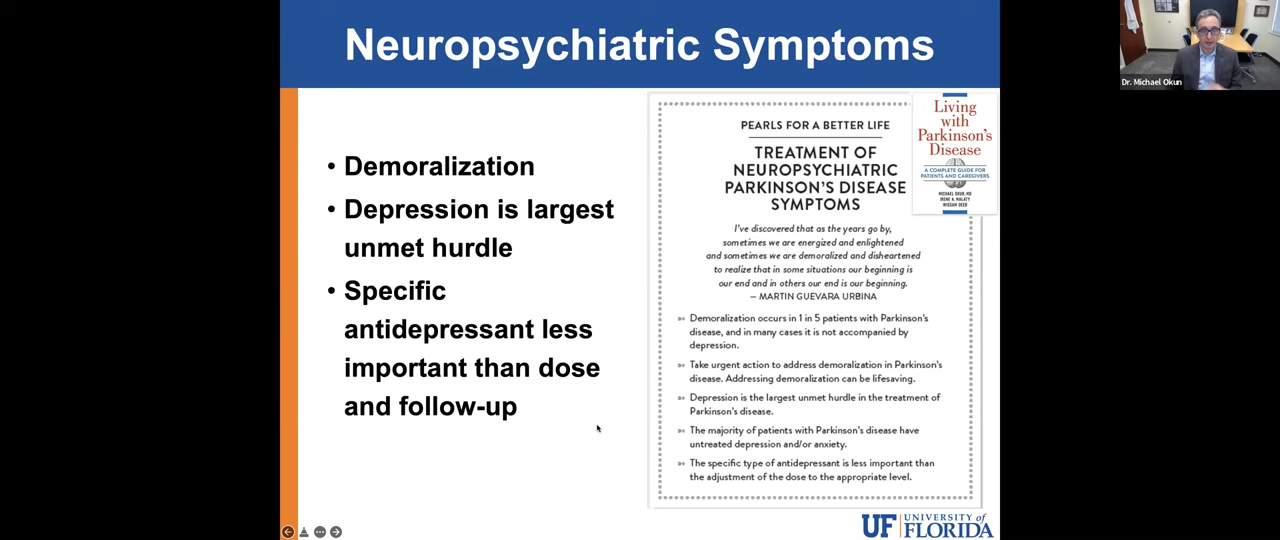 Neuropsychiatric Symptoms
Dr. Michael Okun
• Demoralization
• Depression is largest
unmet hurdle
• Specific
antidepressant less
important than dose
and follow-up
PEARLS FOR A BETTER LIFE
TREATMENT OF
NEUROPSYCHIATRIC
PARKINSON'S DISEASE
SYMPTOMS
I've discovered that as the years go by,
sometimes we are energized and enlightened
and sometimes we are demoralized and disheartened
to realize that in some situations our beginning is
our end and in others our end is our beginning.
— MARTIN GUEVARA URBINA
Demoralization occurs in 1 in 5 patients with Parkinson's
disease, and in many cases it is not accompanied by
depression.
Take urgent action to address demoralization in Parkinson's
disease. Addressing demoralization can be lifesaving.
Depression is the largest unmet hurdle in the treatment of
Parkinson's disease.
The majority of patients with Parkinson's disease have
untreated depression and/or anxiety.
The specific type of antidepressant is less important than
the adjustment of the dose to the appropriate level.
Living
with
Parkinson's
Disease
A COMPLETE GUIDE FOR
PATIENTS AND CAREGIVERS
MICHAEL OKUN, MD
IRENE A. MALATY
WISSAM DEEB
UF UNIVERSITY of
FLORIDA